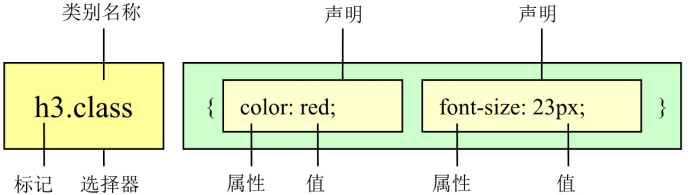 类别名称 声明 声明
h3.class { color: red; font-size: 23px; }
标记 选择器 属性 值 属性 值